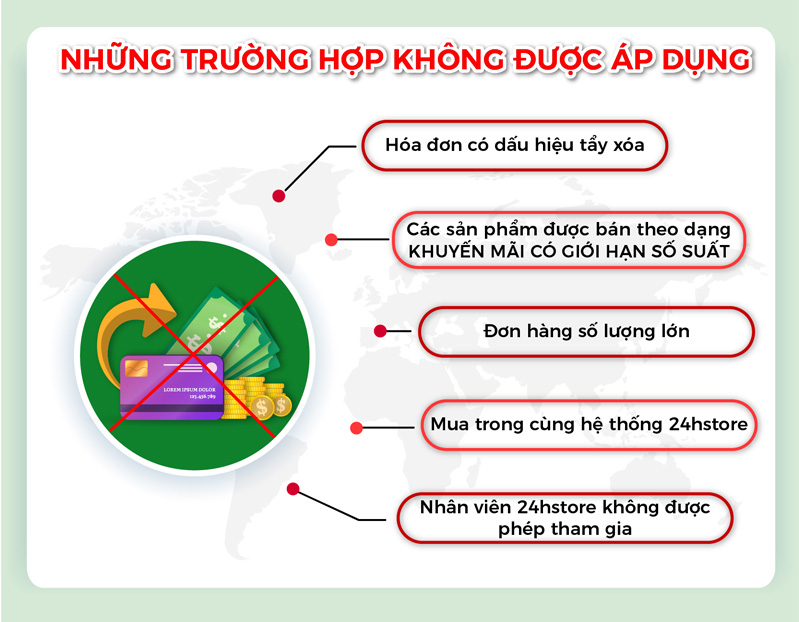 NHỮNG TRƯỜNG HỢP KHÔNG ĐƯỢC ÁP DỤNG
Hóa đơn có dấu hiệu tẩy xóa
Các sản phẩm được bán theo dạng
KHUYẾN MÃI CÓ GIỚI HẠN SỐ SUẤT
Đơn hàng số lượng lớn
Mua trong cùng hệ thống 24hstore
Nhân viên 24hstore không được
phép tham gia
LOREM IPSUM DOLOR
123.456.789